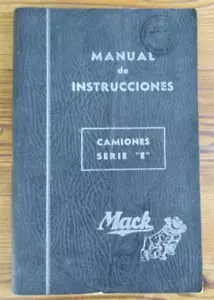 MANUAL
de
INSTRUCCIONES
CAMIONES
SERIE "E"
Mack